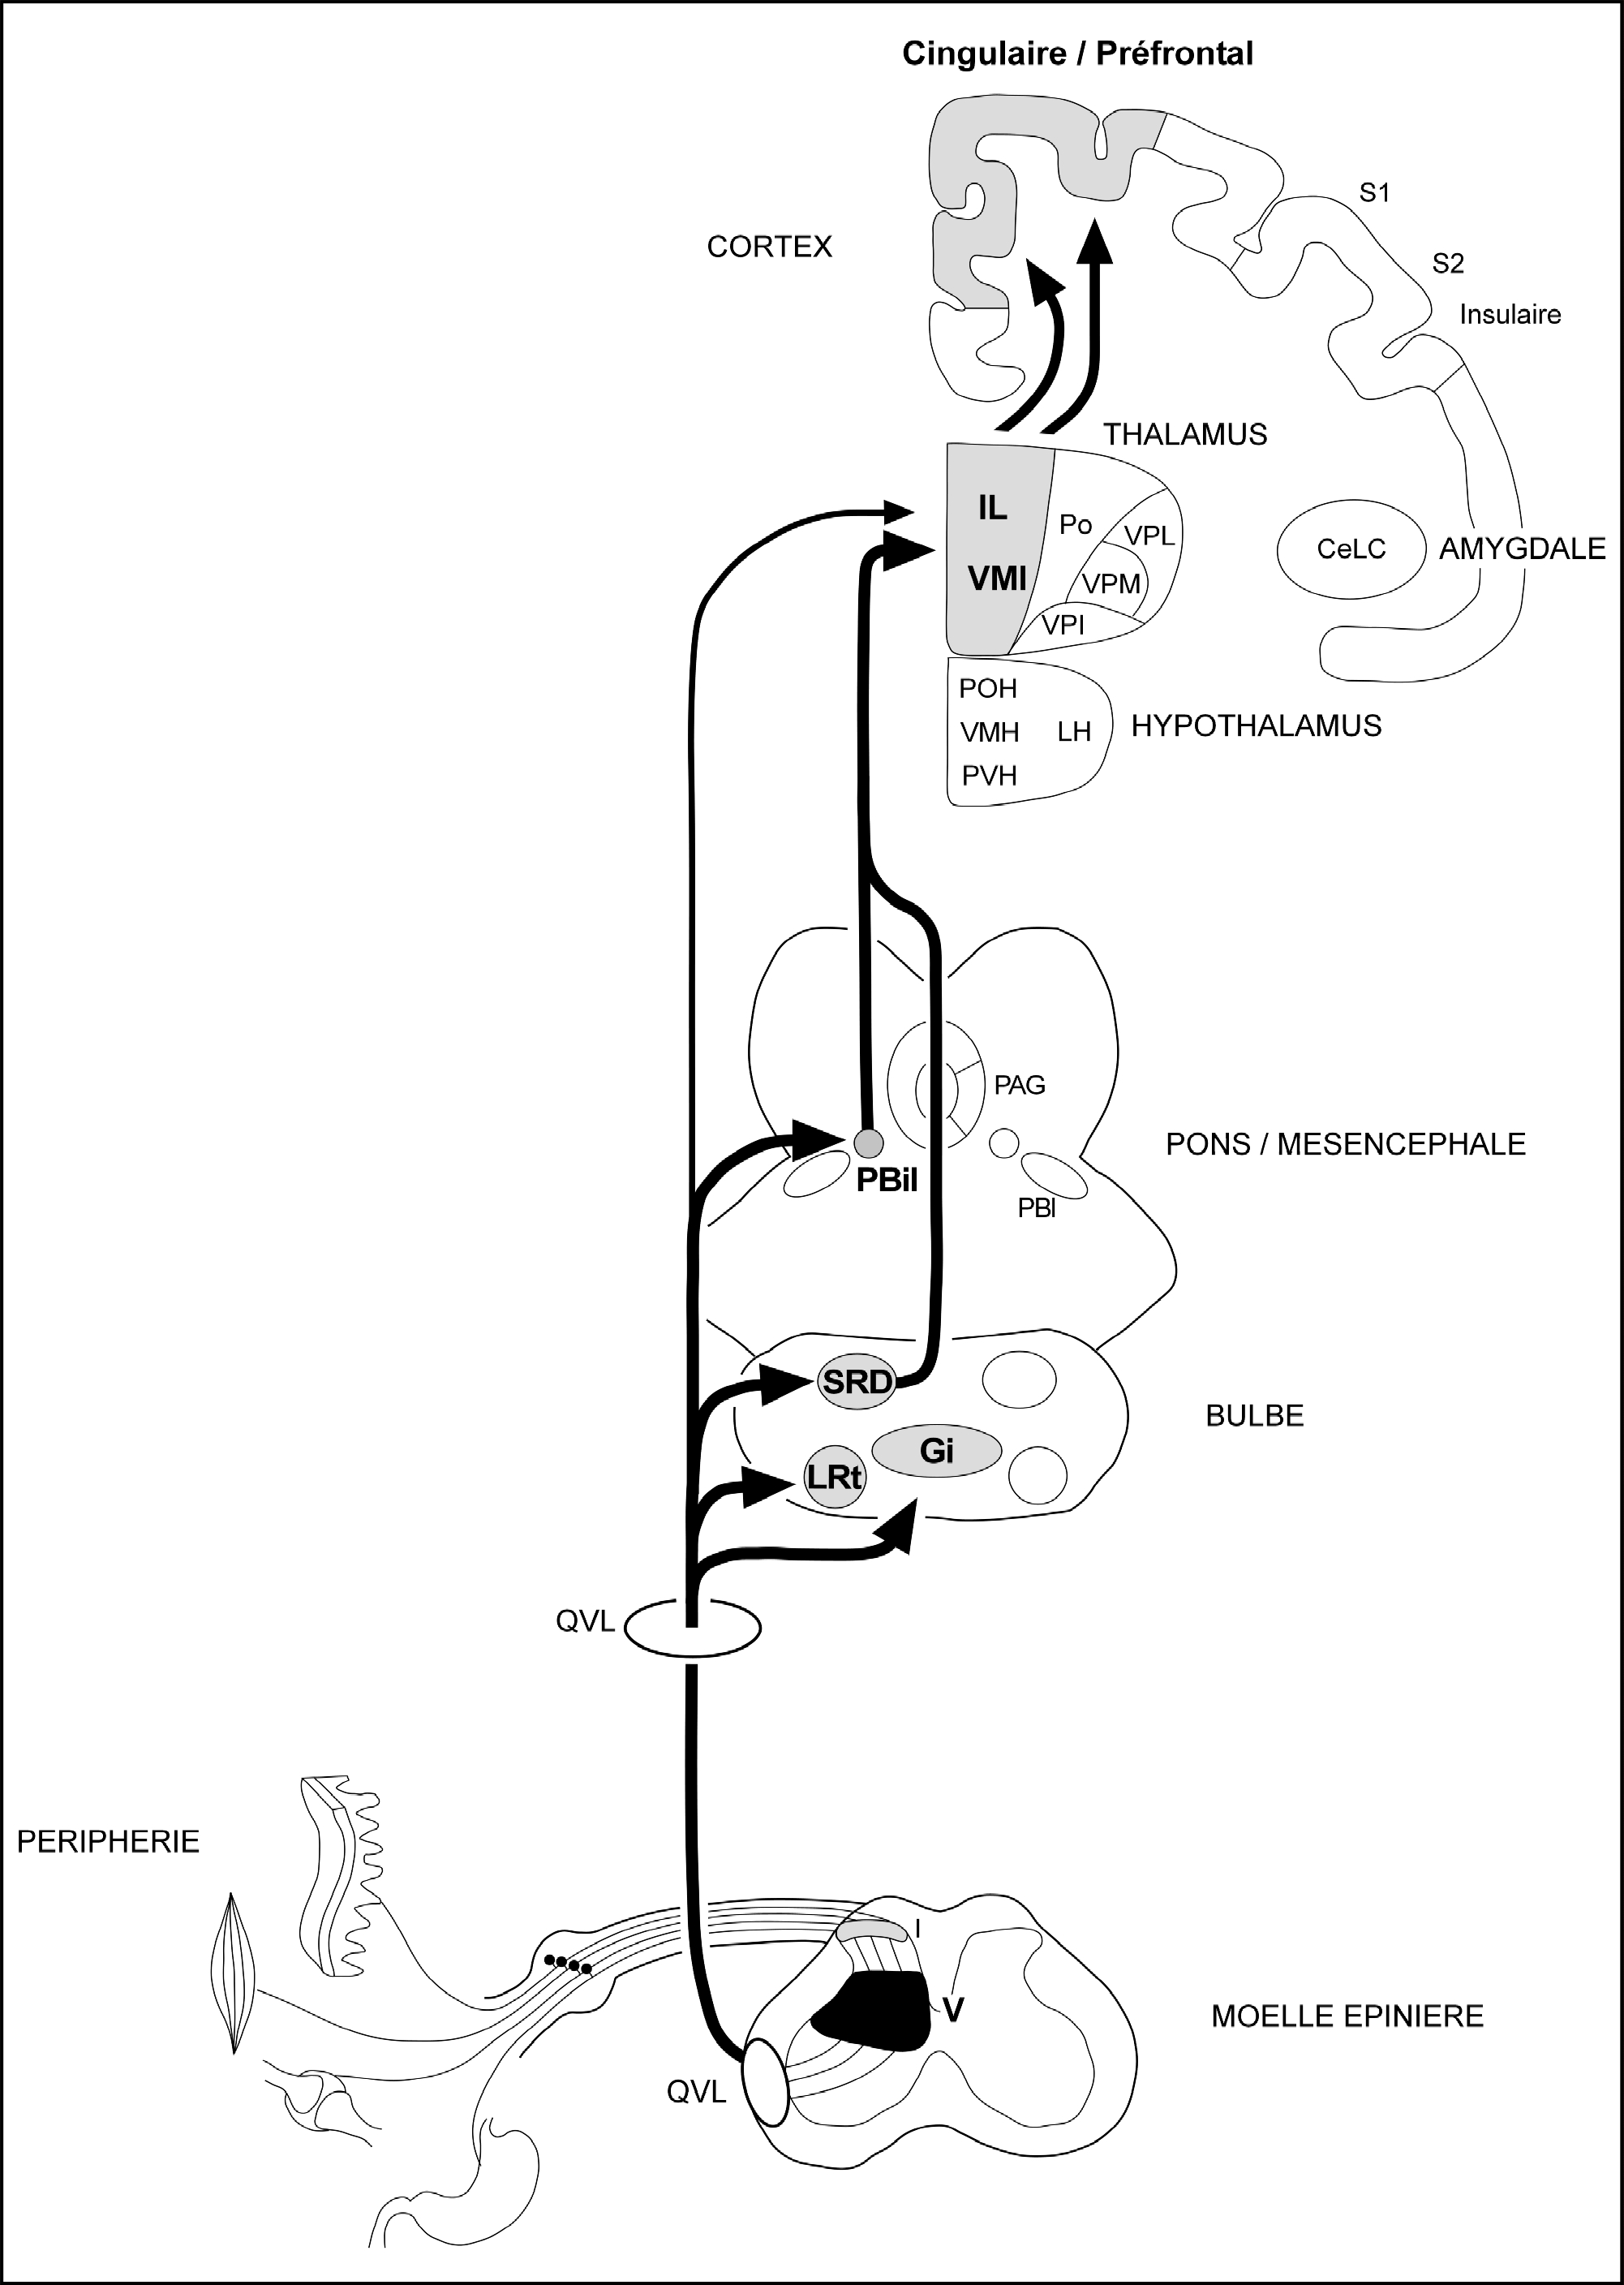 Cingulaire / Préfrontal
S1
CORTEX
S2
Insulaire
THALAMUS
IL
Po
VPL
CeLC
AMYGDALE
VMI
VPM
VPI
POH
VMH
LH
HYPOTHALAMUS
PVH
PAG
PONS / MESENCEPHALE
PBil
PBl
SRD
BULBE
Gi
LRt
QVL
PERIPHERIE
I
V
MOELLE EPINIERE
QVL